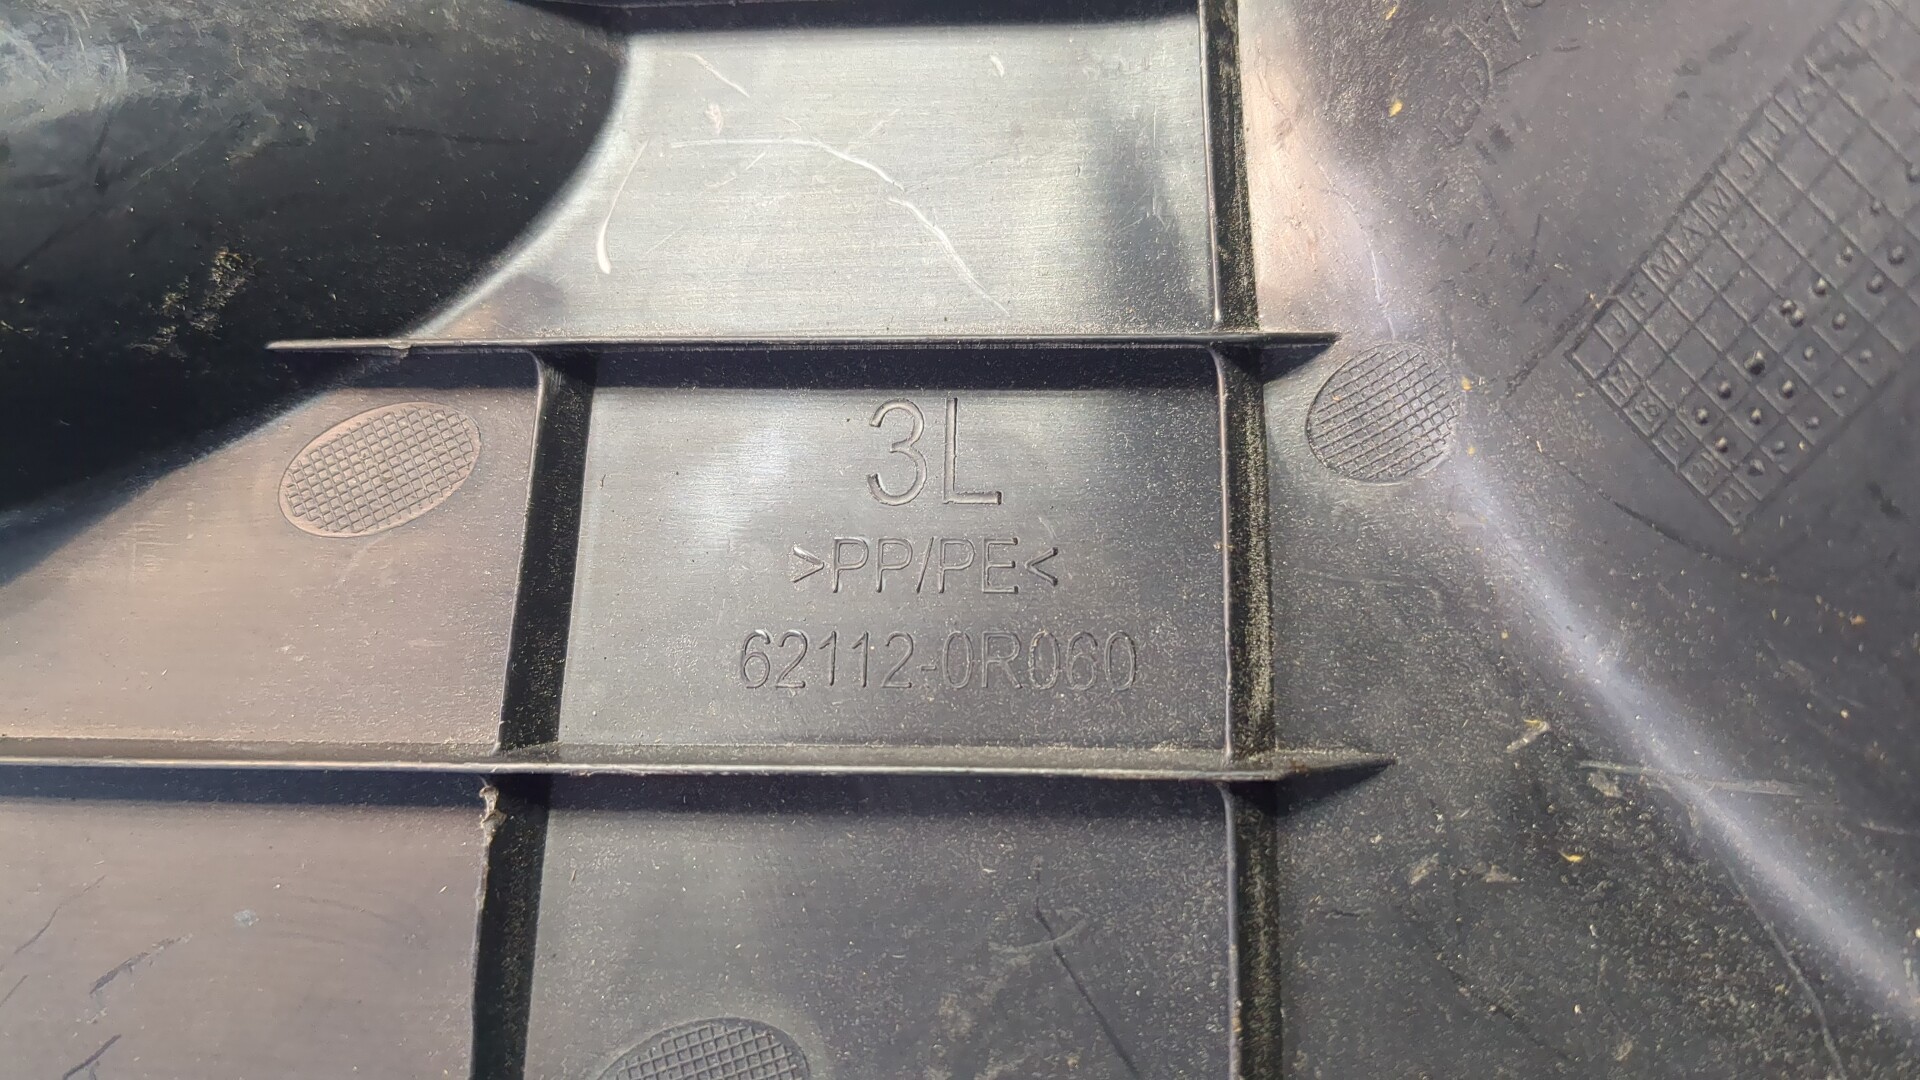 3L
>PP/PE<
62112-0R060
J F M A M J J A